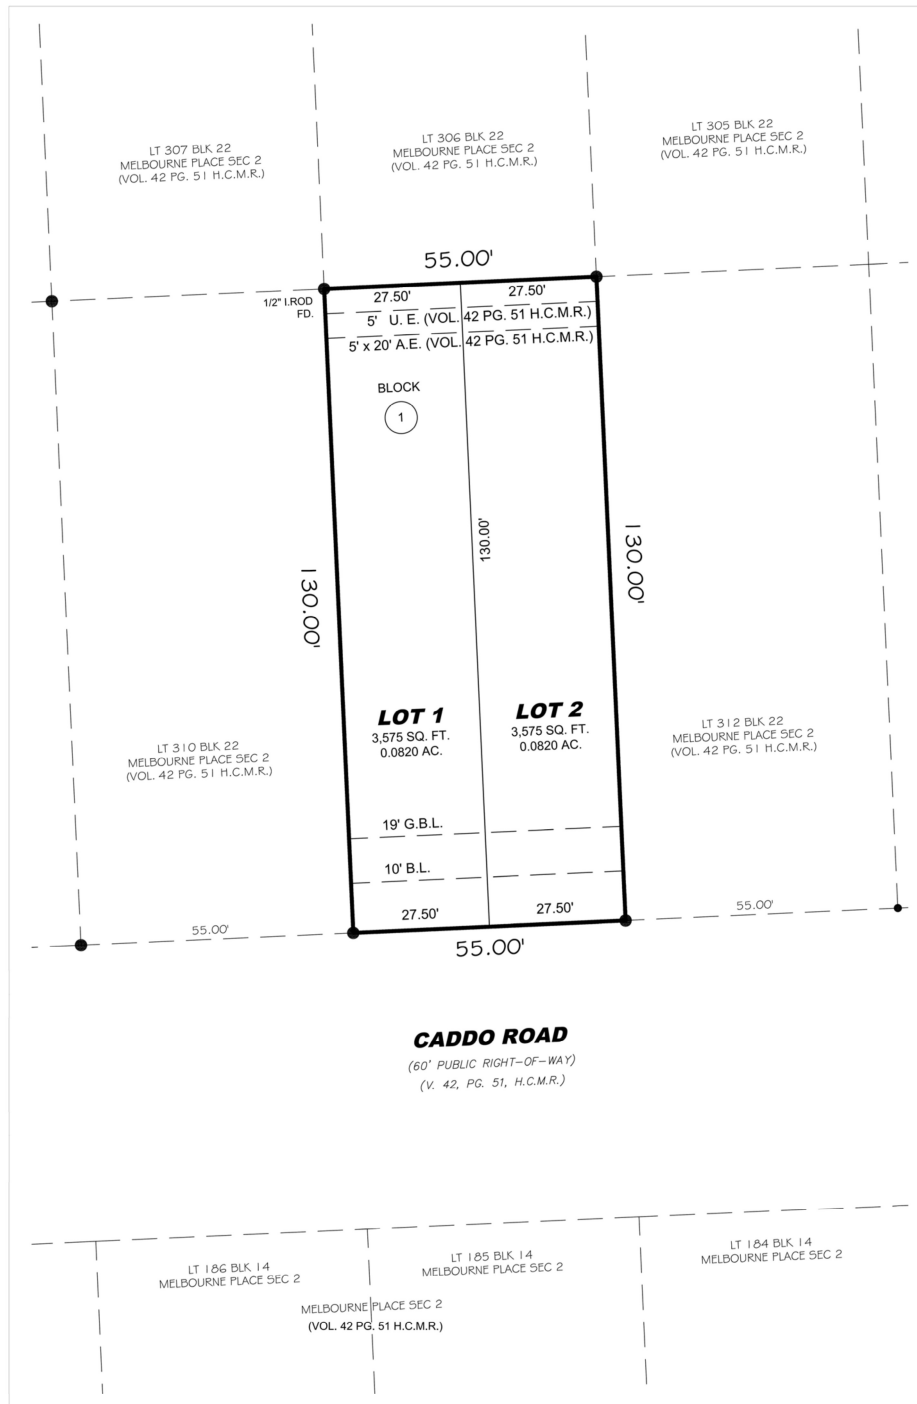 LT 307 BLK 22
MELBOURNE PLACE SEC 2
(VOL. 42 PG. 51 H.C.M.R.)
LT 306 BLK 22
MELBOURNE PLACE SEC 2
(VOL. 42 PG. 51 H.C.M.R.)
LT 305 BLK 22
MELBOURNE PLACE SEC 2
(VOL. 42 PG. 51 H.C.M.R.)
55.00'
1/2" I.ROD
FD.
27.50'
27.50'
5' U. E. (VOL. 42 PG. 51 H.C.M.R.)
5' x 20' A.E. (VOL. 42 PG. 51 H.C.M.R.)
BLOCK
1
130.00'
130.00'
130.00'
LOT 1
3,575 SQ. FT.
0.0820 AC.
LOT 2
3,575 SQ. FT.
0.0820 AC.
LT 310 BLK 22
MELBOURNE PLACE SEC 2
(VOL. 42 PG. 51 H.C.M.R.)
LT 312 BLK 22
MELBOURNE PLACE SEC 2
(VOL. 42 PG. 51 H.C.M.R.)
19' G.B.L.
10' B.L.
27.50'
27.50'
55.00'
55.00'
55.00'
CADDO ROAD
(60' PUBLIC RIGHT-OF-WAY)
(V. 42, PG. 51, H.C.M.R.)
LT 186 BLK 14
MELBOURNE PLACE SEC 2
LT 185 BLK 14
MELBOURNE PLACE SEC 2
LT 184 BLK 14
MELBOURNE PLACE SEC 2
MELBOURNE PLACE SEC 2
(VOL. 42 PG. 51 H.C.M.R.)